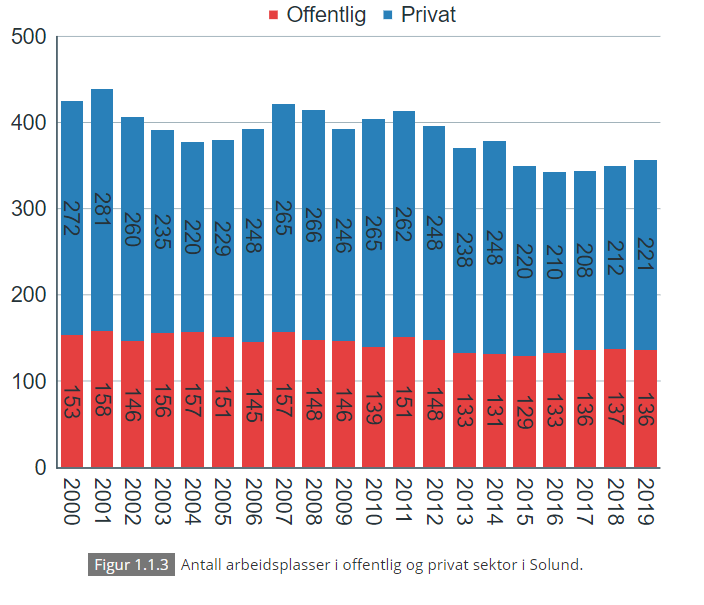 Offentlig Privat
500
400
300
200
100
0
272 281 260 235 220 229 248 265 266 246 265 262 248 238 248 220 210 208 212 221
153 158 146 156 157 151 145 157 148 146 139 151 148 133 131 129 133 136 137 136
2000 2001 2002 2003 2004 2005 2006 2007 2008 2009 2010 2011 2012 2013 2014 2015 2016 2017 2018 2019
Figur 1.1.3 Antall arbeidsplasser i offentlig og privat sektor i Solund.